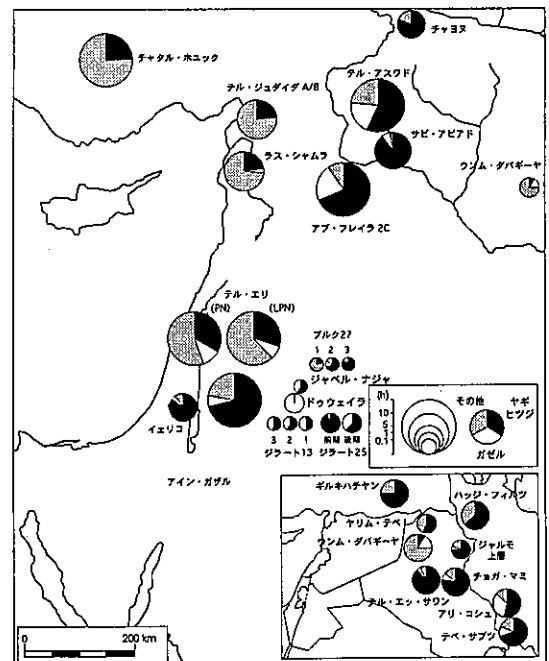 チャヨヌ
チャタル・ホユック
テル・アスワド
テル・ジュダイダ A/B
サビ・アビアド
ラス・シャムラ
ウンム・ダバギーヤ
アブ・フレイラ 2C
テル・エリ
(PN)
(LPN)
ブルク27
1 2 3
ジャベル・ナジャ
ドゥウェイラ
イェリコ
3 2 1
前期 後期
ジラート13 ジラート25
アイン・ガザル
(h)
10
5
0.1
その他
ヤギ
ヒツジ
ガゼル
0 200 km
ギルキハチヤン
ハッジ・フィルツ
ヤリム・テペ
ウンム・ダバギーヤ
ジャルモ
上層
チョガ・マミ
テル・エッ・サワン
アリ・コシュ
テペ・サブツ